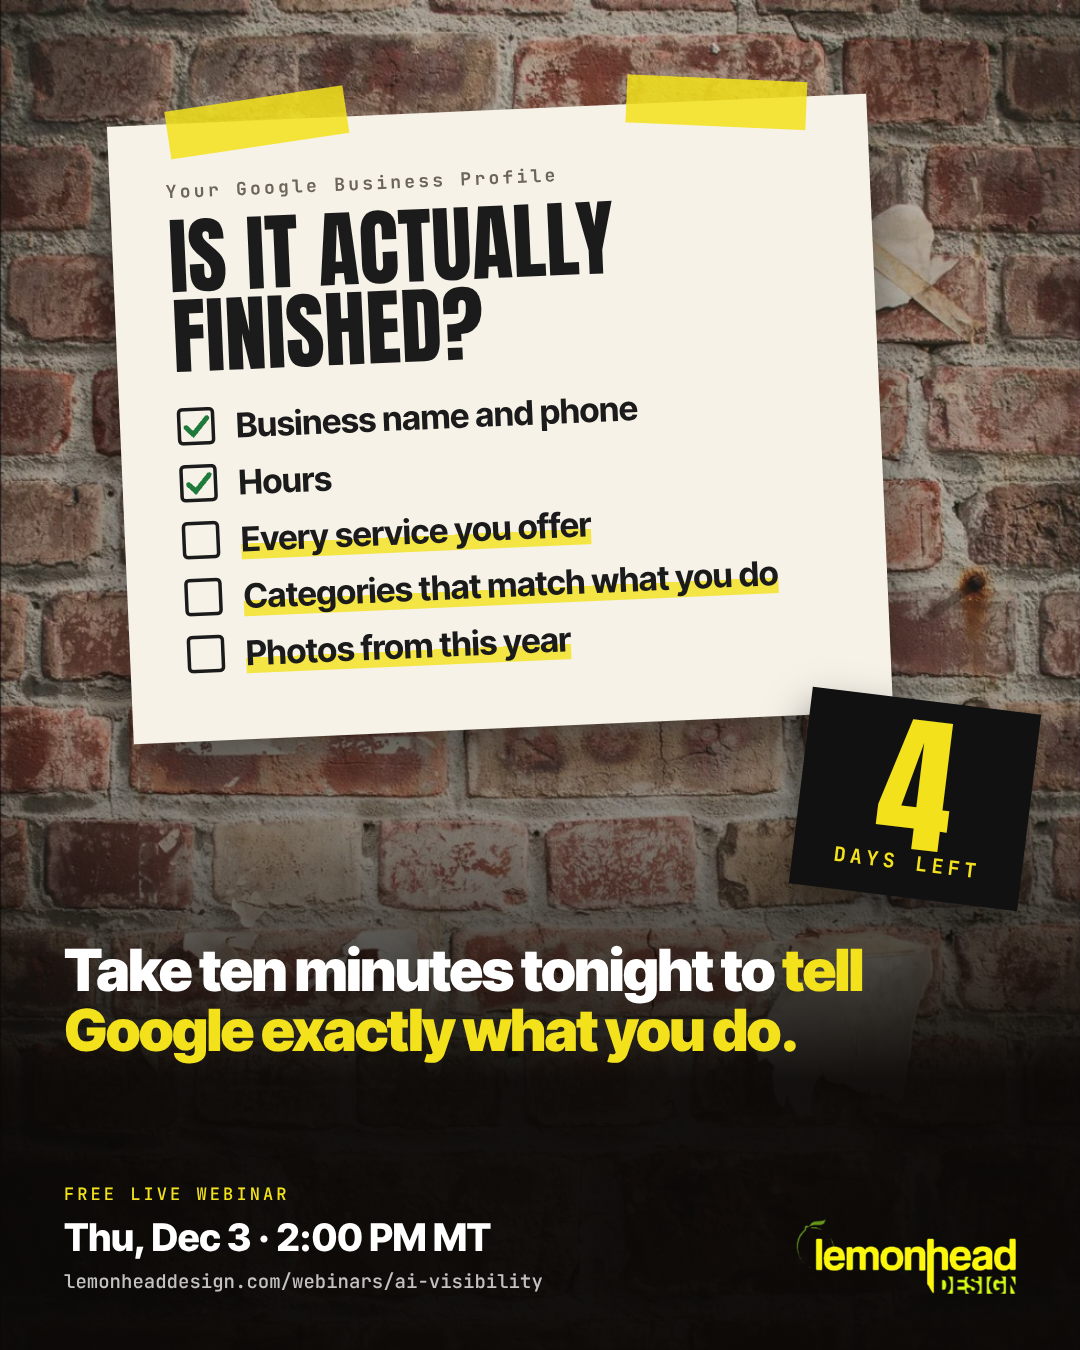 Your Google Business Profile
IS IT ACTUALLY
FINISHED?
Business name and phone
Hours
Every service you offer
Categories that match what you do
Photos from this year
4
DAYS LEFT
Take ten minutes tonight to tell
Google exactly what you do.
FREE LIVE WEBINAR
Thu, Dec 3 · 2:00 PM MT
lemonheaddesign.com/webinars/ai-visibility
lemonhead
DESIGN